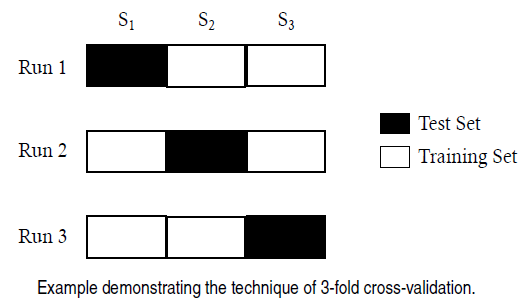 S₁ S₂ S₃
Run 1
Run 2
Run 3
Test Set
Training Set
Example demonstrating the technique of 3-fold cross-validation.